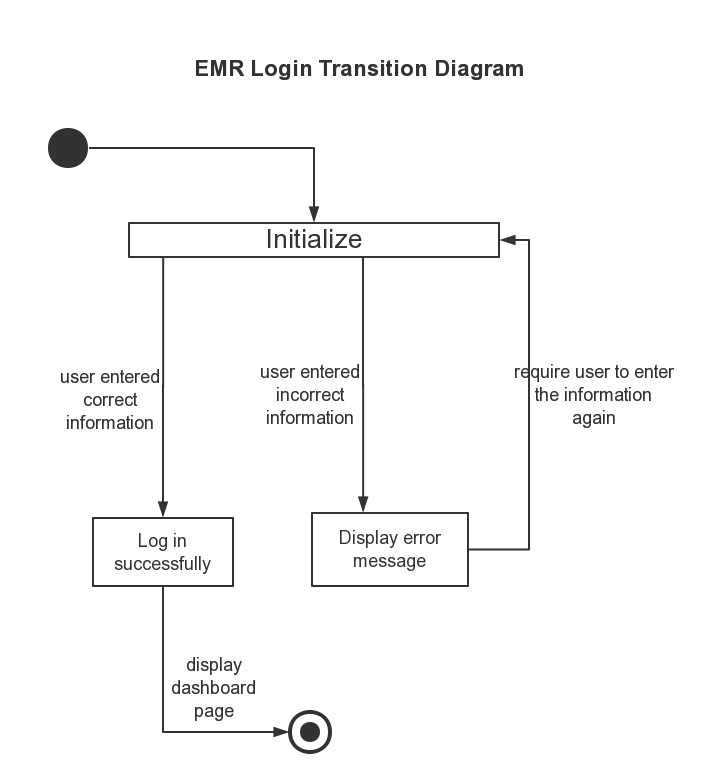 EMR Login Transition Diagram
Initialize
user entered
correct
information
user entered
incorrect
information
require user to enter
the information
again
Log in
successfully
Display error
message
display
dashboard
page